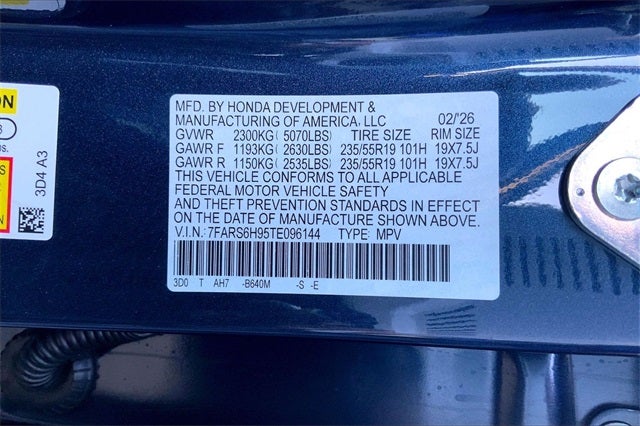 ON
3D4 A3
MFD. BY HONDA DEVELOPMENT &
MANUFACTURING OF AMERICA, LLC 02/'26
GVWR 2300KG( 5070LBS) TIRE SIZE RIM SIZE
GAWR F 1193KG( 2630LBS) 235/55R19 101H 19X7.5J
GAWR R 1150KG( 2535LBS) 235/55R19 101H 19X7.5J
THIS VEHICLE CONFORMS TO ALL APPLICABLE
FEDERAL MOTOR VEHICLE SAFETY
AND THEFT PREVENTION STANDARDS IN EFFECT
ON THE DATE OF MANUFACTURE SHOWN ABOVE.
V.I.N.: 7FARS6H95TE096144 TYPE: MPV
3D0 T AH7 -B640M -S -E